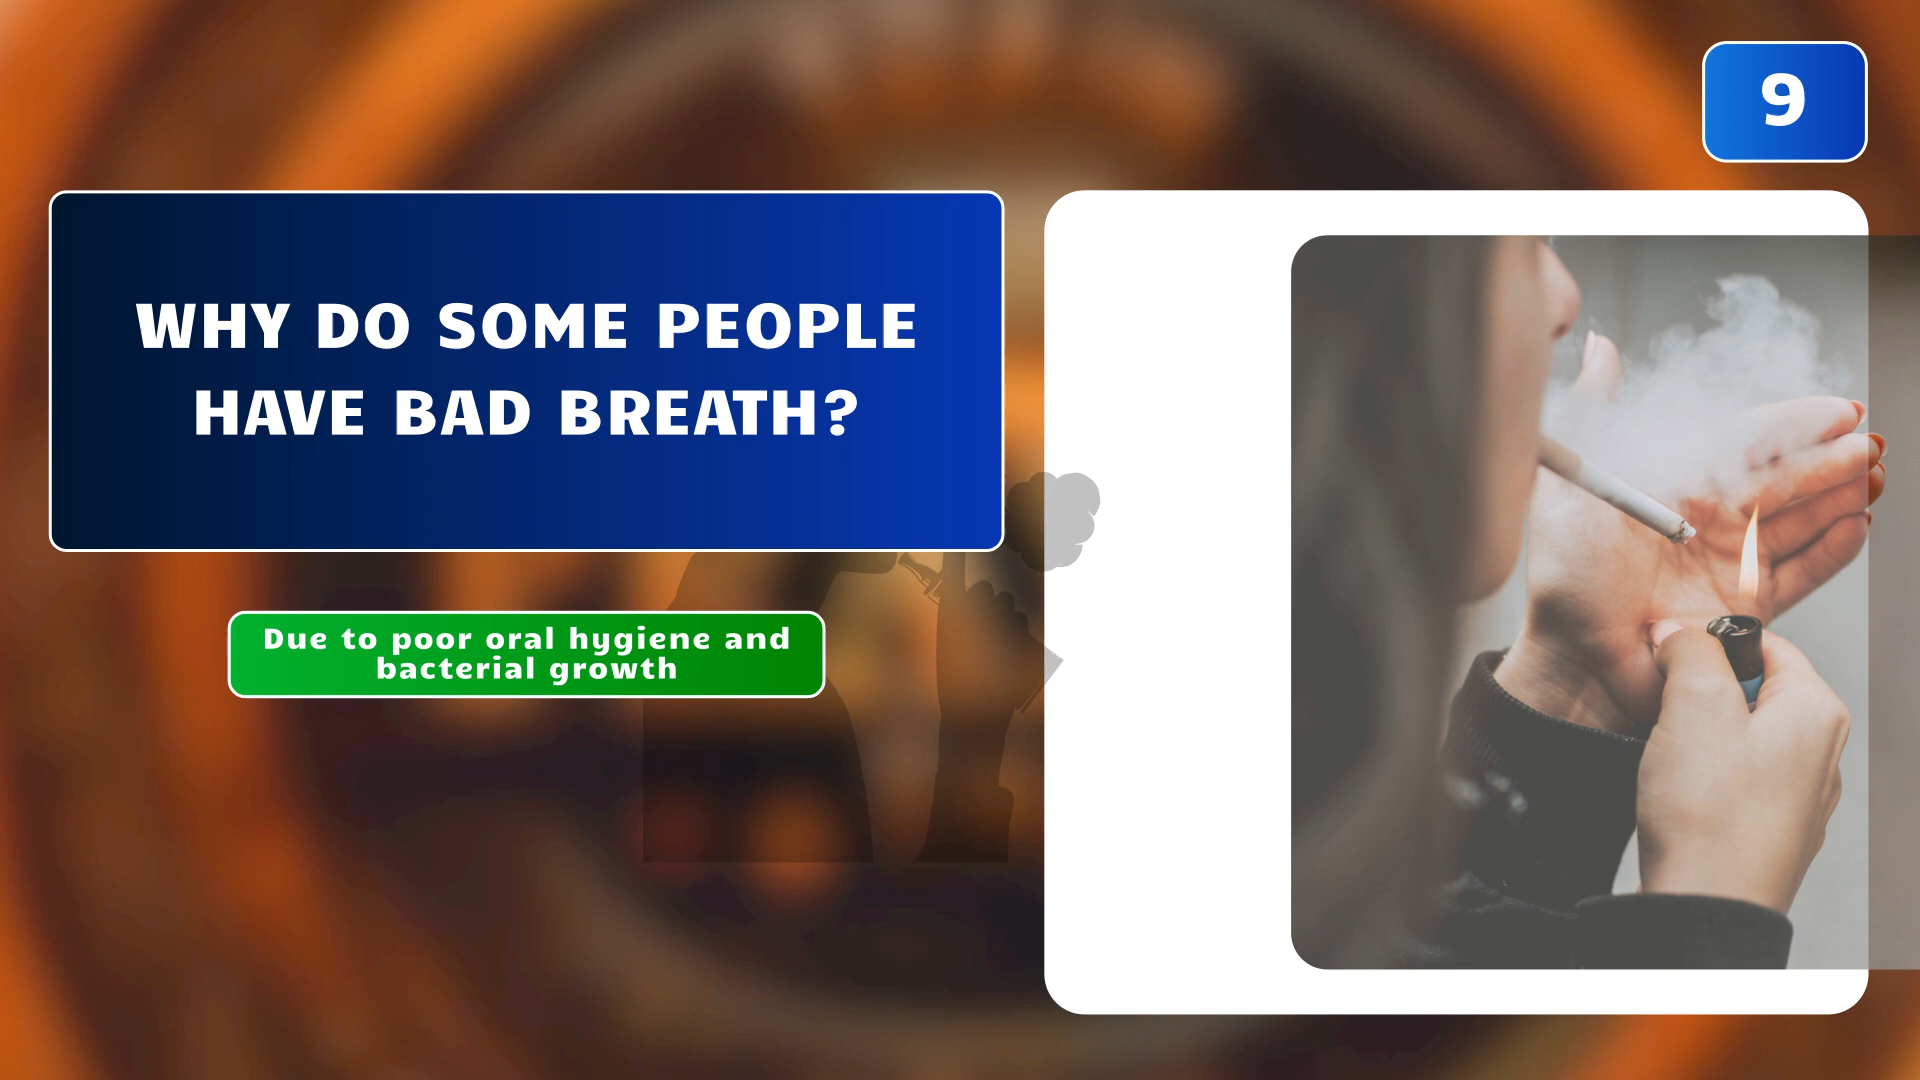 9
WHY DO SOME PEOPLE
HAVE BAD BREATH?
Due to poor oral hygiene and
bacterial growth